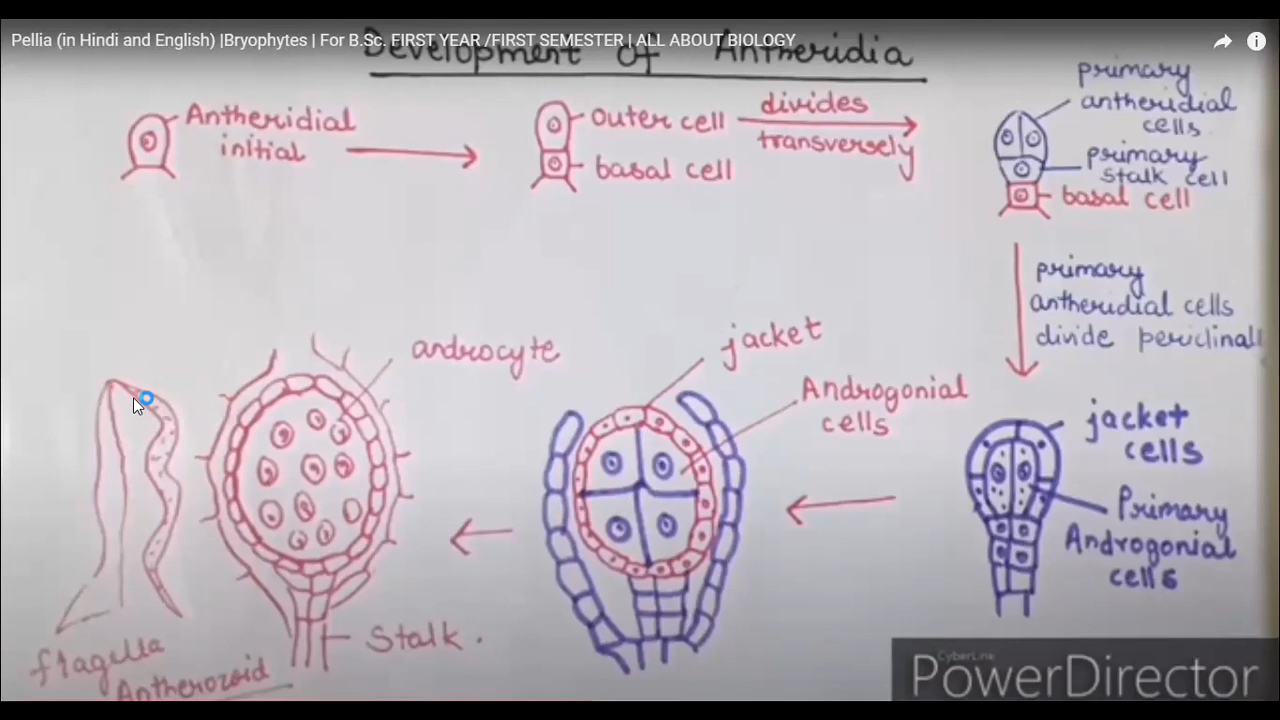 Pellia (in Hindi and English) |Bryophytes | For B.Sc. FIRST YEAR /FIRST SEMESTER | ALL ABOUT BIOLOGY
Development of Antheridia
Antheridial
initial
outer cell
basal cell
divides
transversely
primary
antheridial
cells
primary
stalk cell
basal cell
primary
antheridial cells
divide periclinall
androcyte
jacket
Androgonial
cells
jacket
cells
Primary
Androgonial
cells
Stalk.
flagella
Antherozoid
CyberLink
PowerDirector